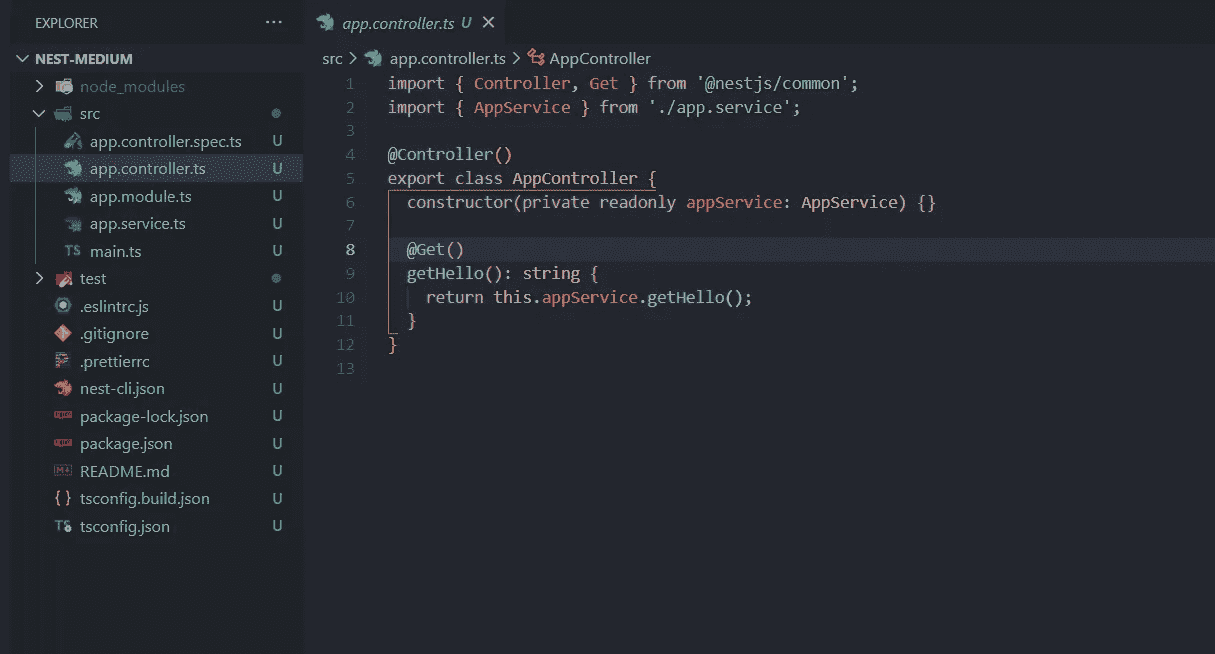 EXPLORER ···
NEST-MEDIUM
node_modules
src
app.controller.spec.ts U
app.controller.ts U
app.module.ts U
app.service.ts U
TS main.ts U
test
.eslintrc.js U
.gitignore U
.prettierrc U
nest-cli.json U
package-lock.json U
package.json U
M↓ README.md U
{ } tsconfig.build.json U
TS tsconfig.json U
app.controller.ts U ✕
src > app.controller.ts > AppController
1 import { Controller, Get } from '@nestjs/common';
2 import { AppService } from './app.service';
3
4 @Controller()
5 export class AppController {
6 constructor(private readonly appService: AppService) {}
7
8 @Get()
9 getHello(): string {
10 return this.appService.getHello();
11 }
12 }
13